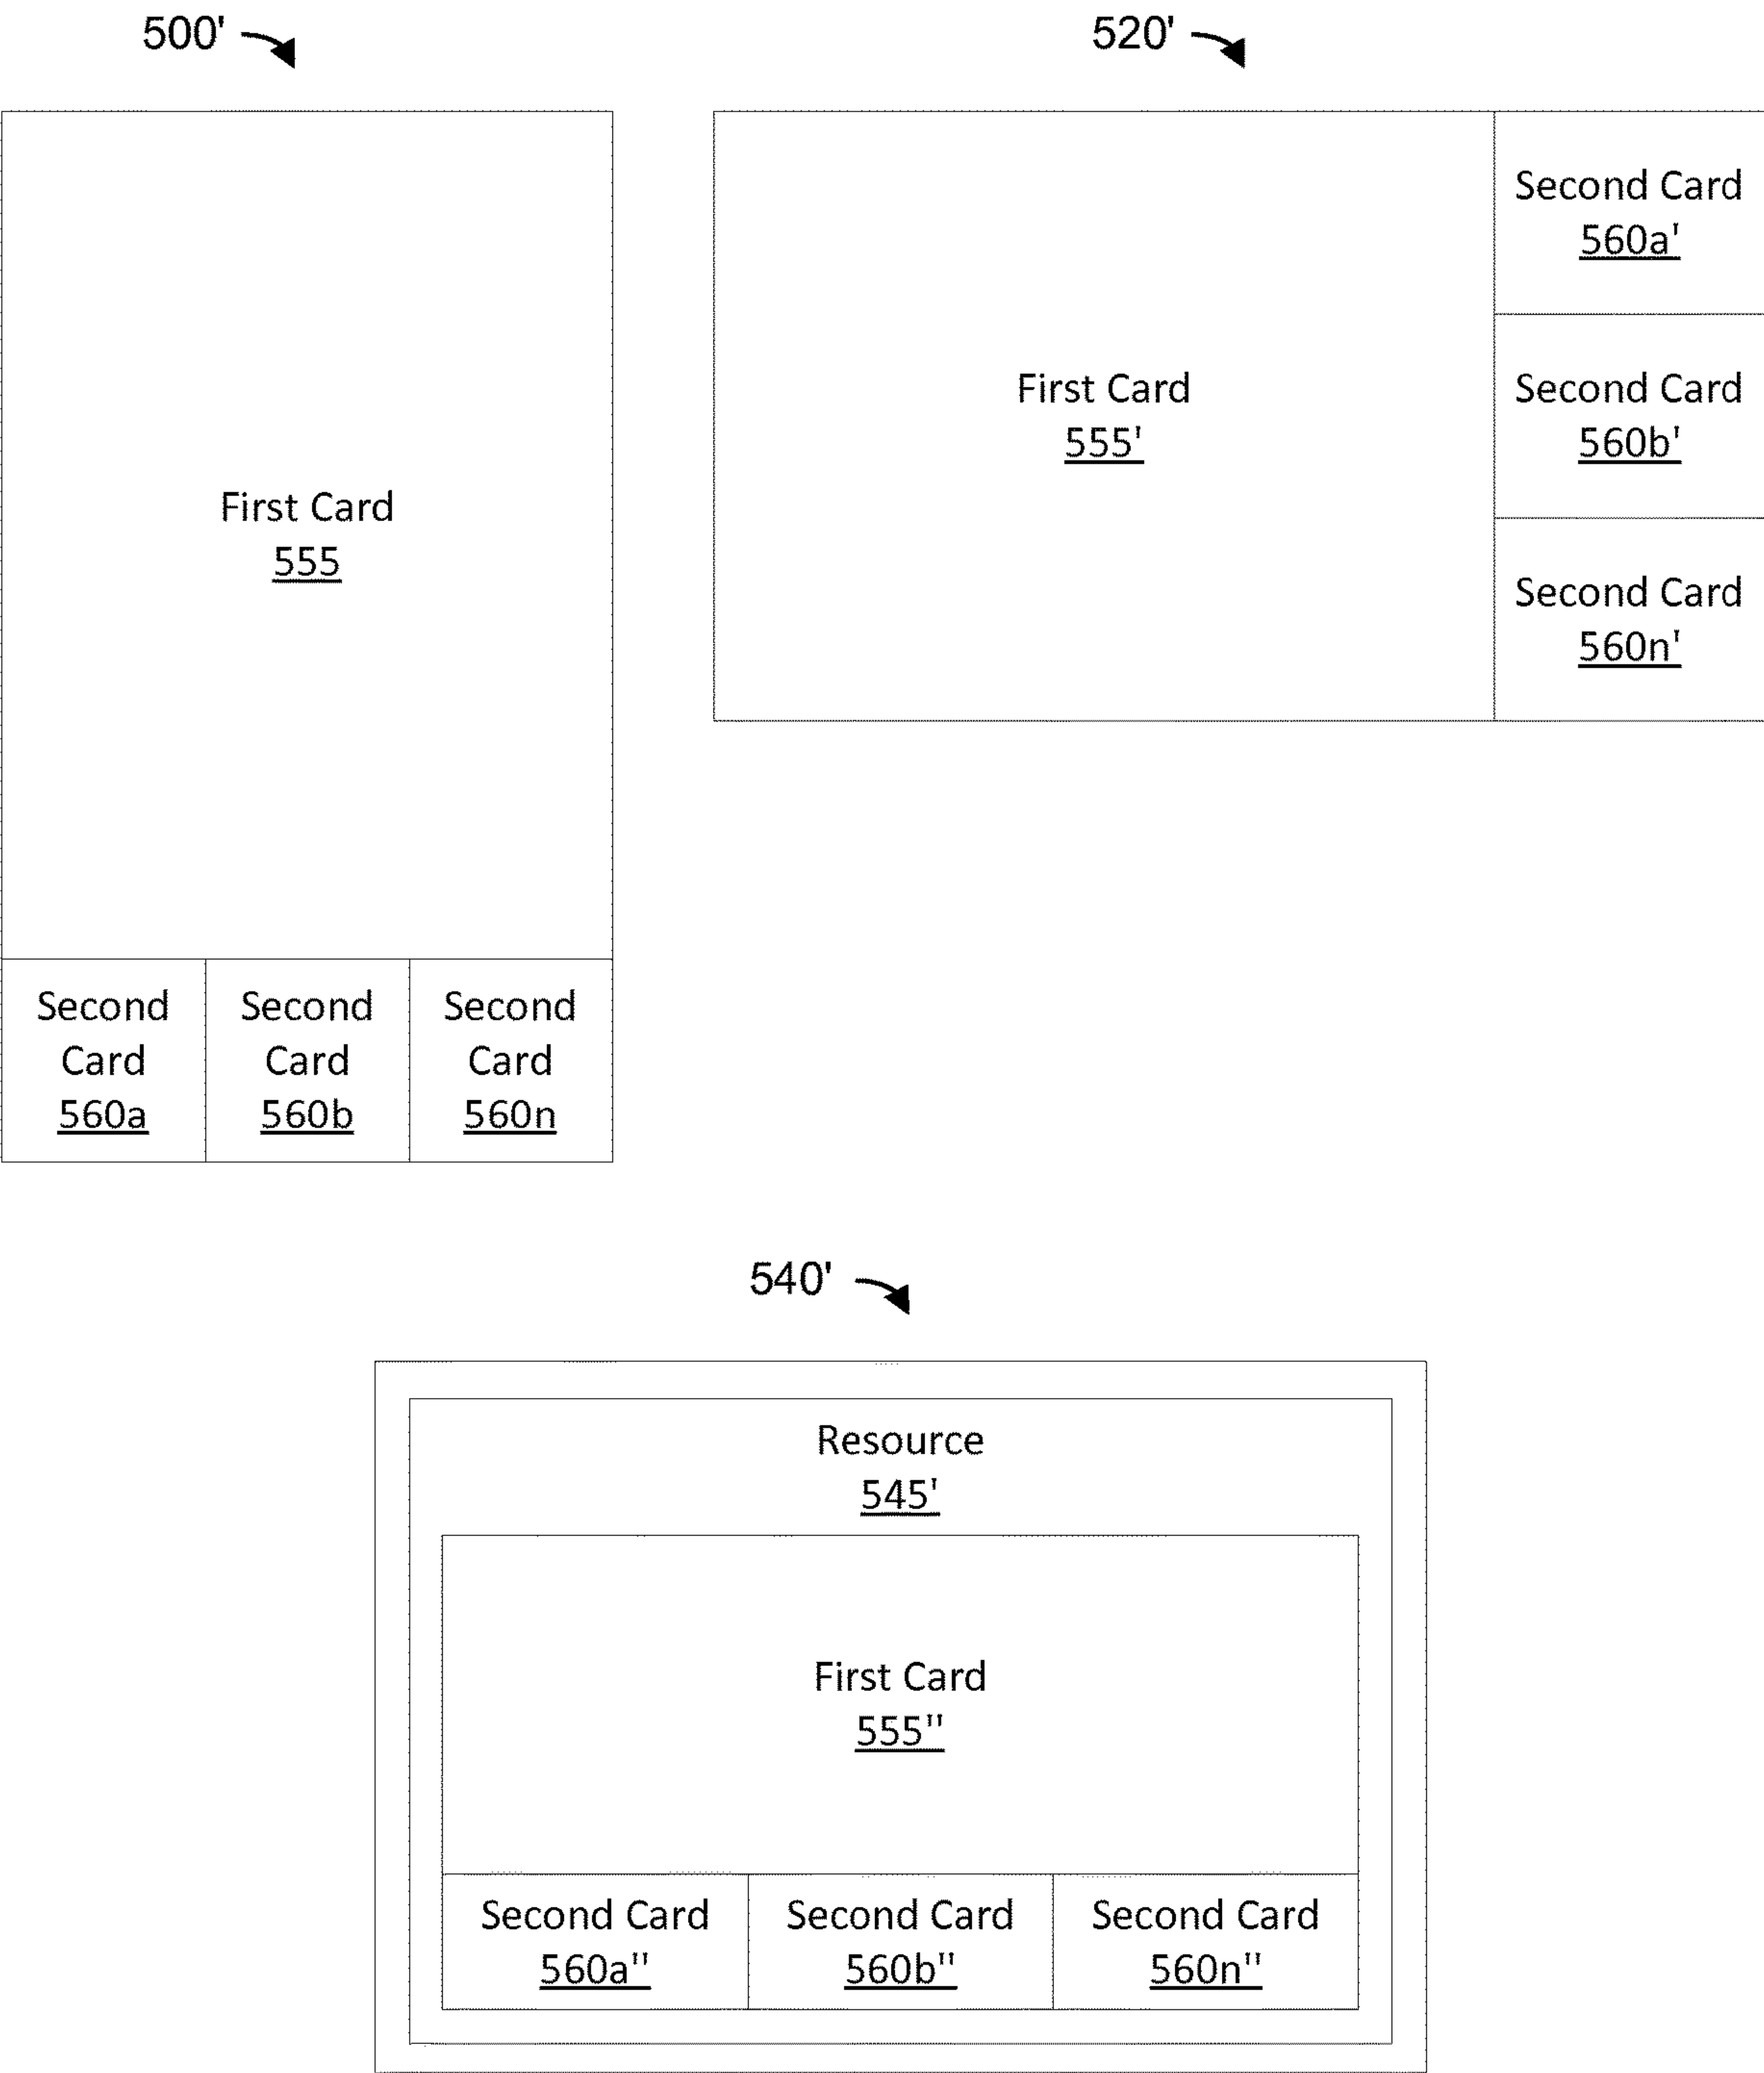 500'
First Card
555
Second
Card
560a
Second
Card
560b
Second
Card
560n
520'
First Card
555'
Second Card
560a'
Second Card
560b'
Second Card
560n'
540'
Resource
545'
First Card
555"
Second Card
560a"
Second Card
560b"
Second Card
560n"